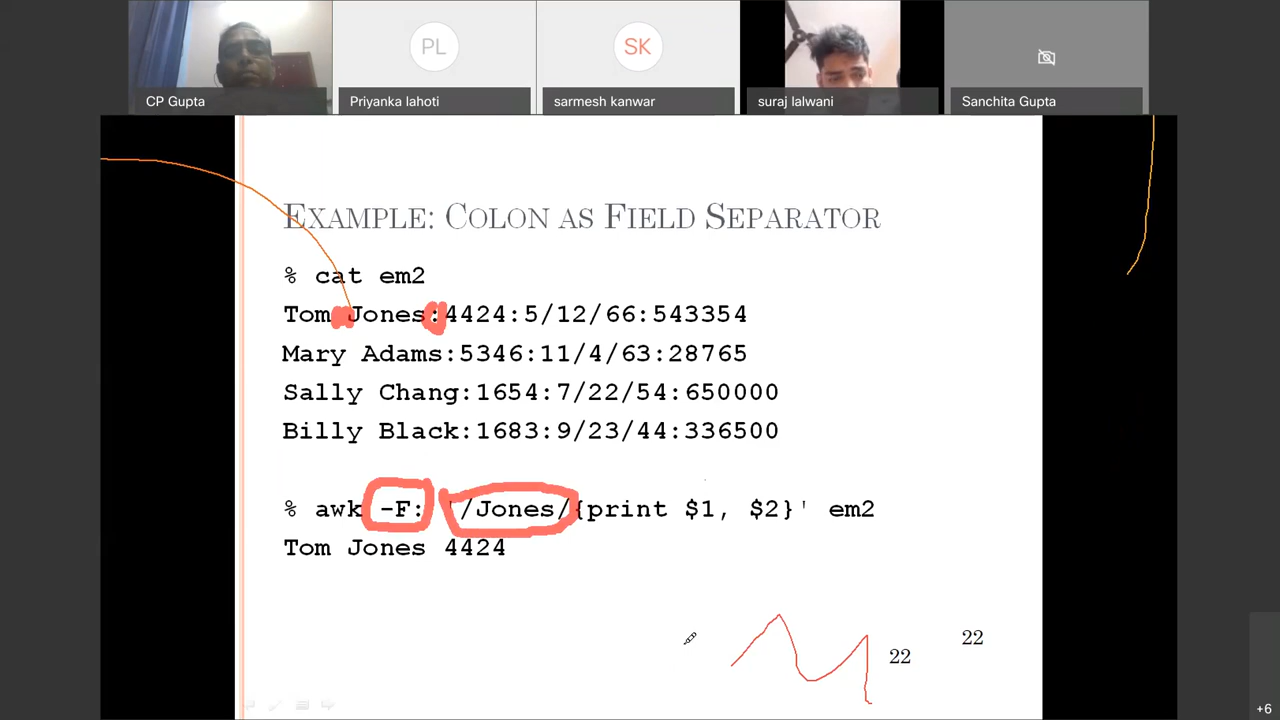 PL
SK
CP Gupta
Priyanka lahoti
sarmesh kanwar
suraj lalwani
Sanchita Gupta
EXAMPLE: COLON AS FIELD SEPARATOR
% cat em2
Tom Jones:4424:5/12/66:543354
Mary Adams:5346:11/4/63:28765
Sally Chang:1654:7/22/54:650000
Billy Black:1683:9/23/44:336500
% awk -F: '/Jones/{print $1, $2}' em2
Tom Jones 4424
22
22
+6